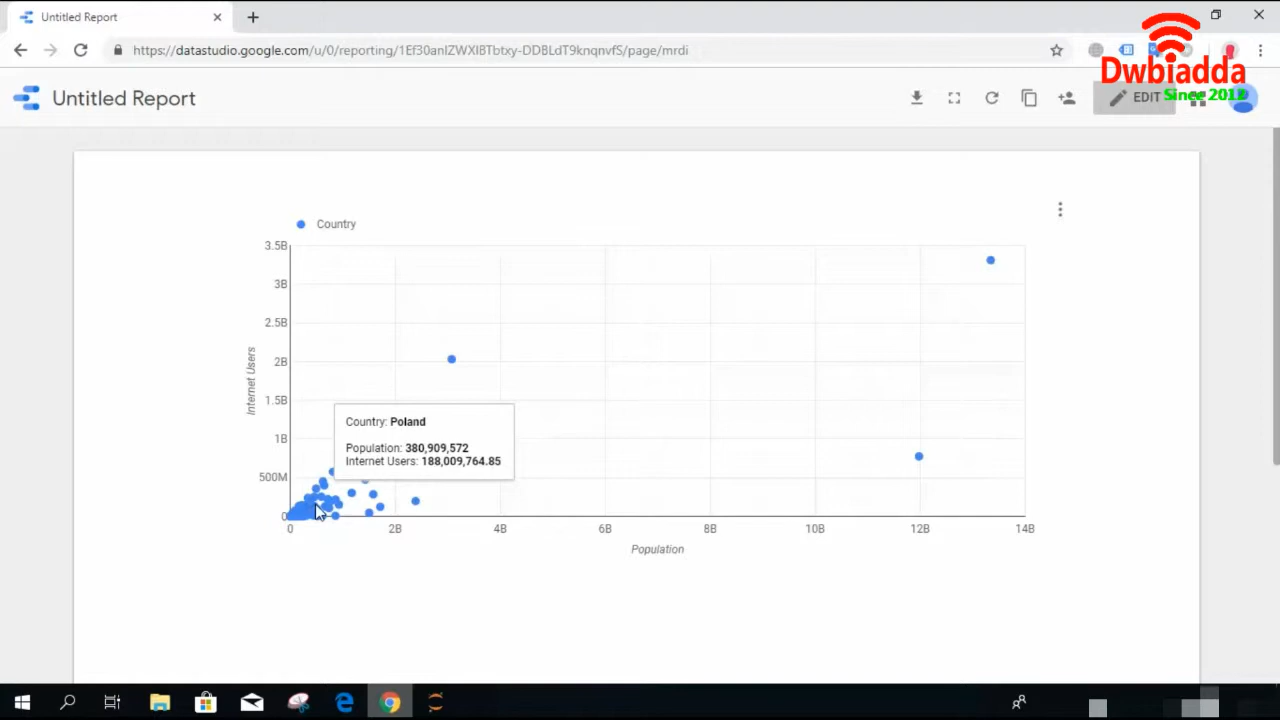 Untitled Report
https://datastudio.google.com/u/0/reporting/1Ef30anIZWXIBTbtxy-DDBLdT9knqnvfS/page/mrdi
Dwbiadda
Since 2012
Untitled Report
EDIT
Country
3.5B
3B
2.5B
2B
1.5B
1B
500M
0
Internet Users
Country: Poland
Population: 380,909,572
Internet Users: 188,009,764.85
0 2B 4B 6B 8B 10B 12B 14B
Population